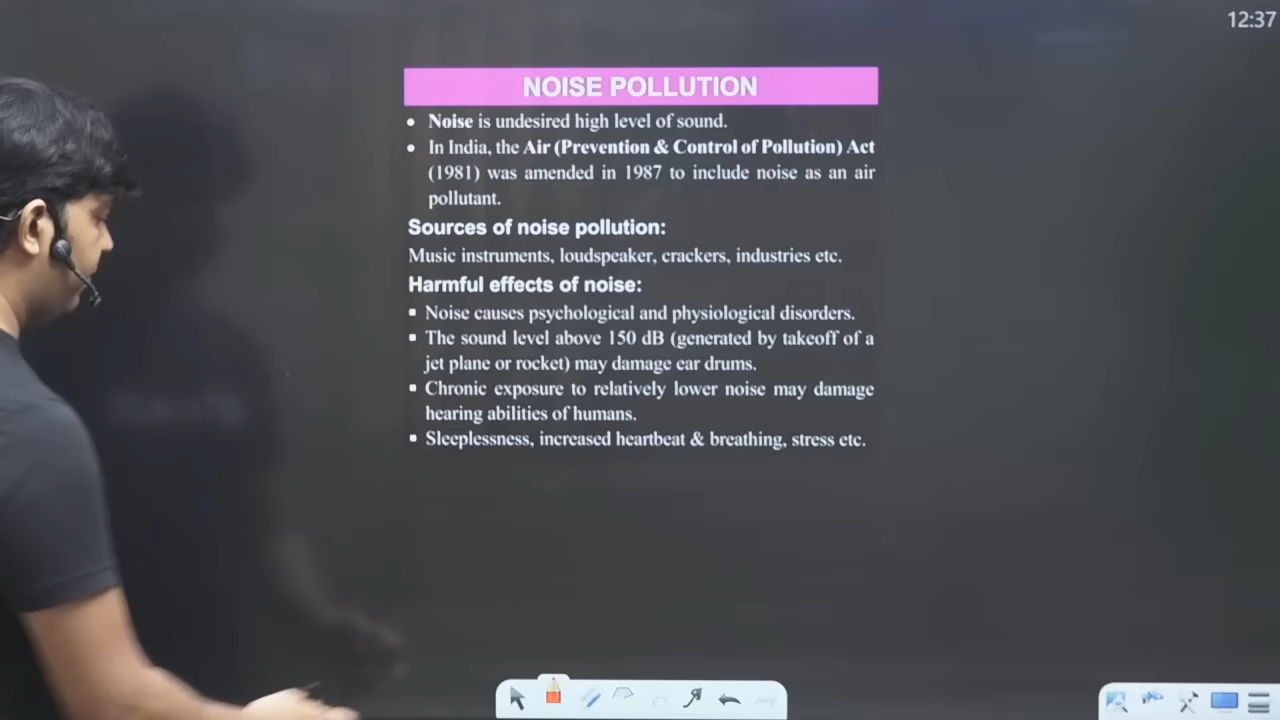 12:37
NOISE POLLUTION
• Noise is undesired high level of sound.
• In India, the Air (Prevention & Control of Pollution) Act
(1981) was amended in 1987 to include noise as an air
pollutant.
Sources of noise pollution:
Music instruments, loudspeaker, crackers, industries etc.
Harmful effects of noise:
▪ Noise causes psychological and physiological disorders.
▪ The sound level above 150 dB (generated by takeoff of a
jet plane or rocket) may damage ear drums.
▪ Chronic exposure to relatively lower noise may damage
hearing abilities of humans.
▪ Sleeplessness, increased heartbeat & breathing, stress etc.